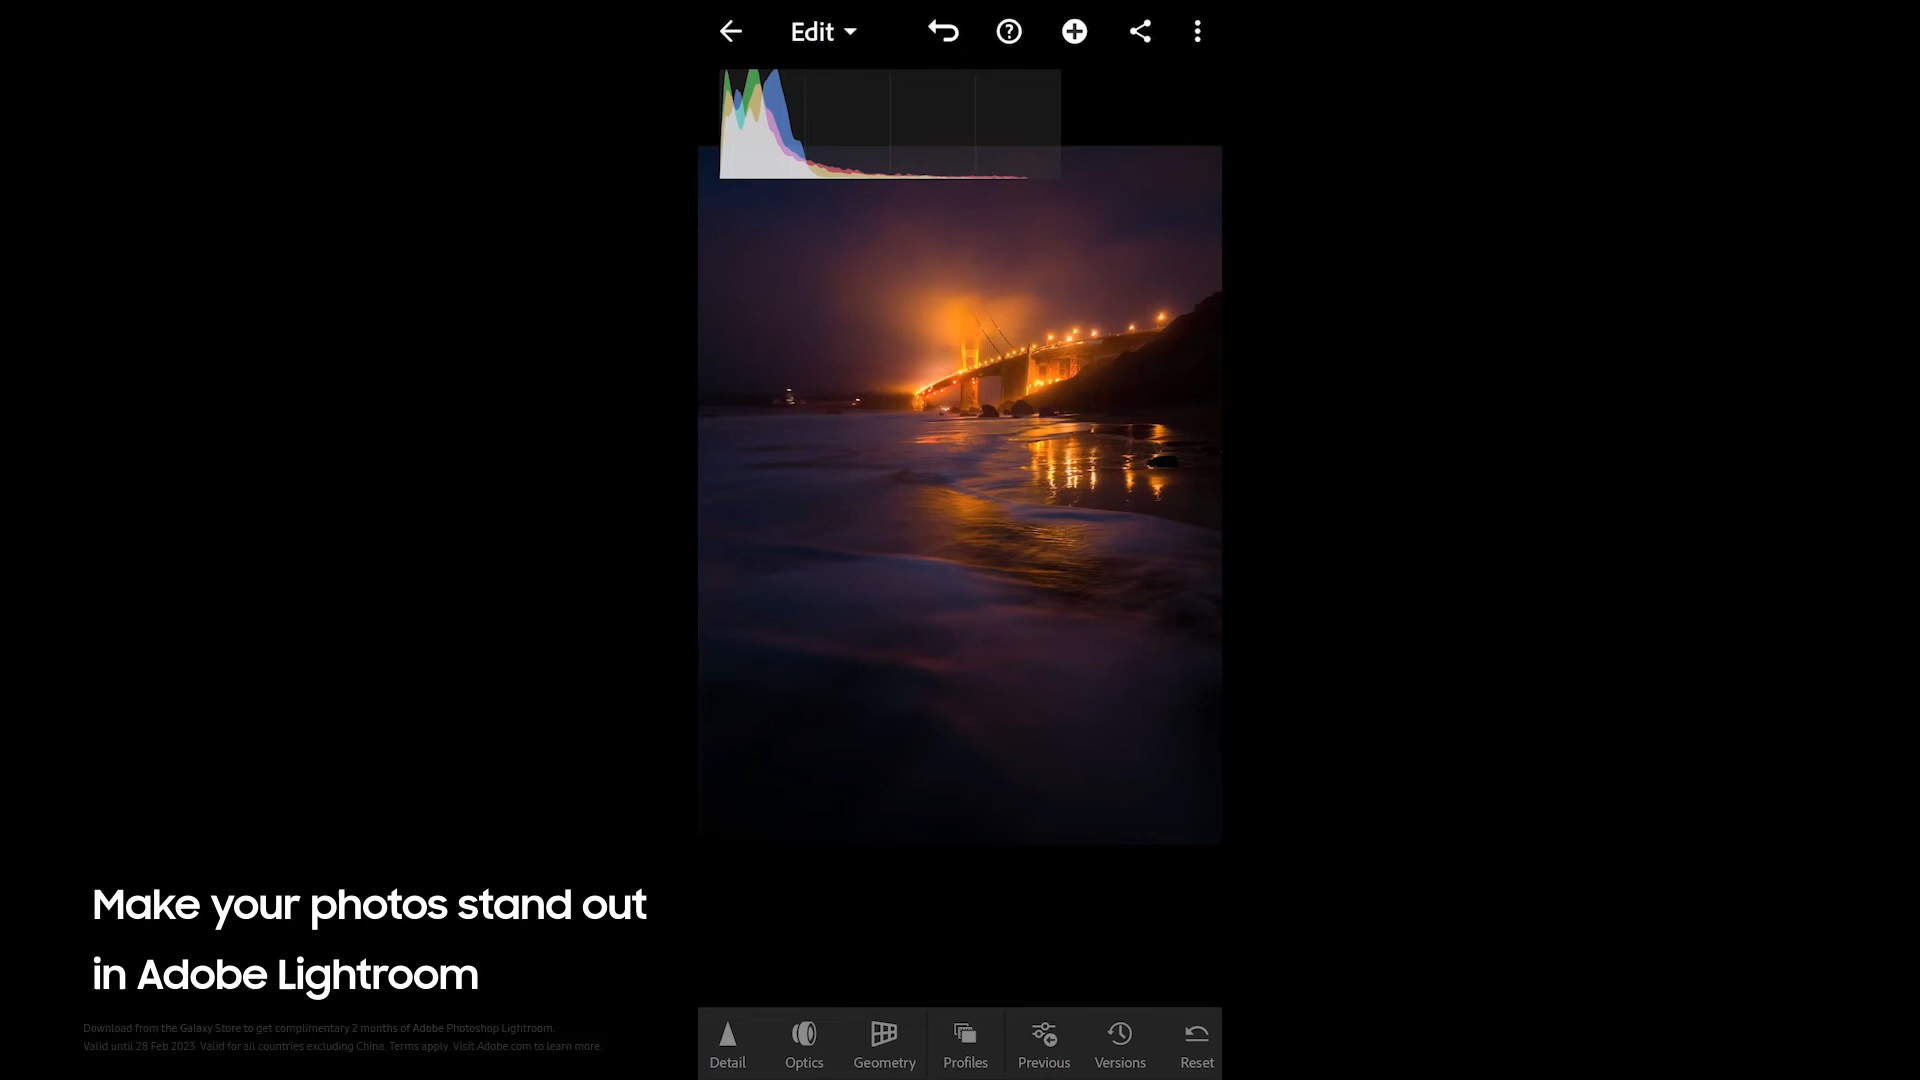 Edit
Make your photos stand out
in Adobe Lightroom
Download from the Galaxy Store to get complimentary 2 months of Adobe Photoshop Lightroom.
Valid until 28 Feb 2023. Valid for all countries excluding China. Terms apply. Visit Adobe.com to learn more.
Detail Optics Geometry Profiles Previous Versions Reset